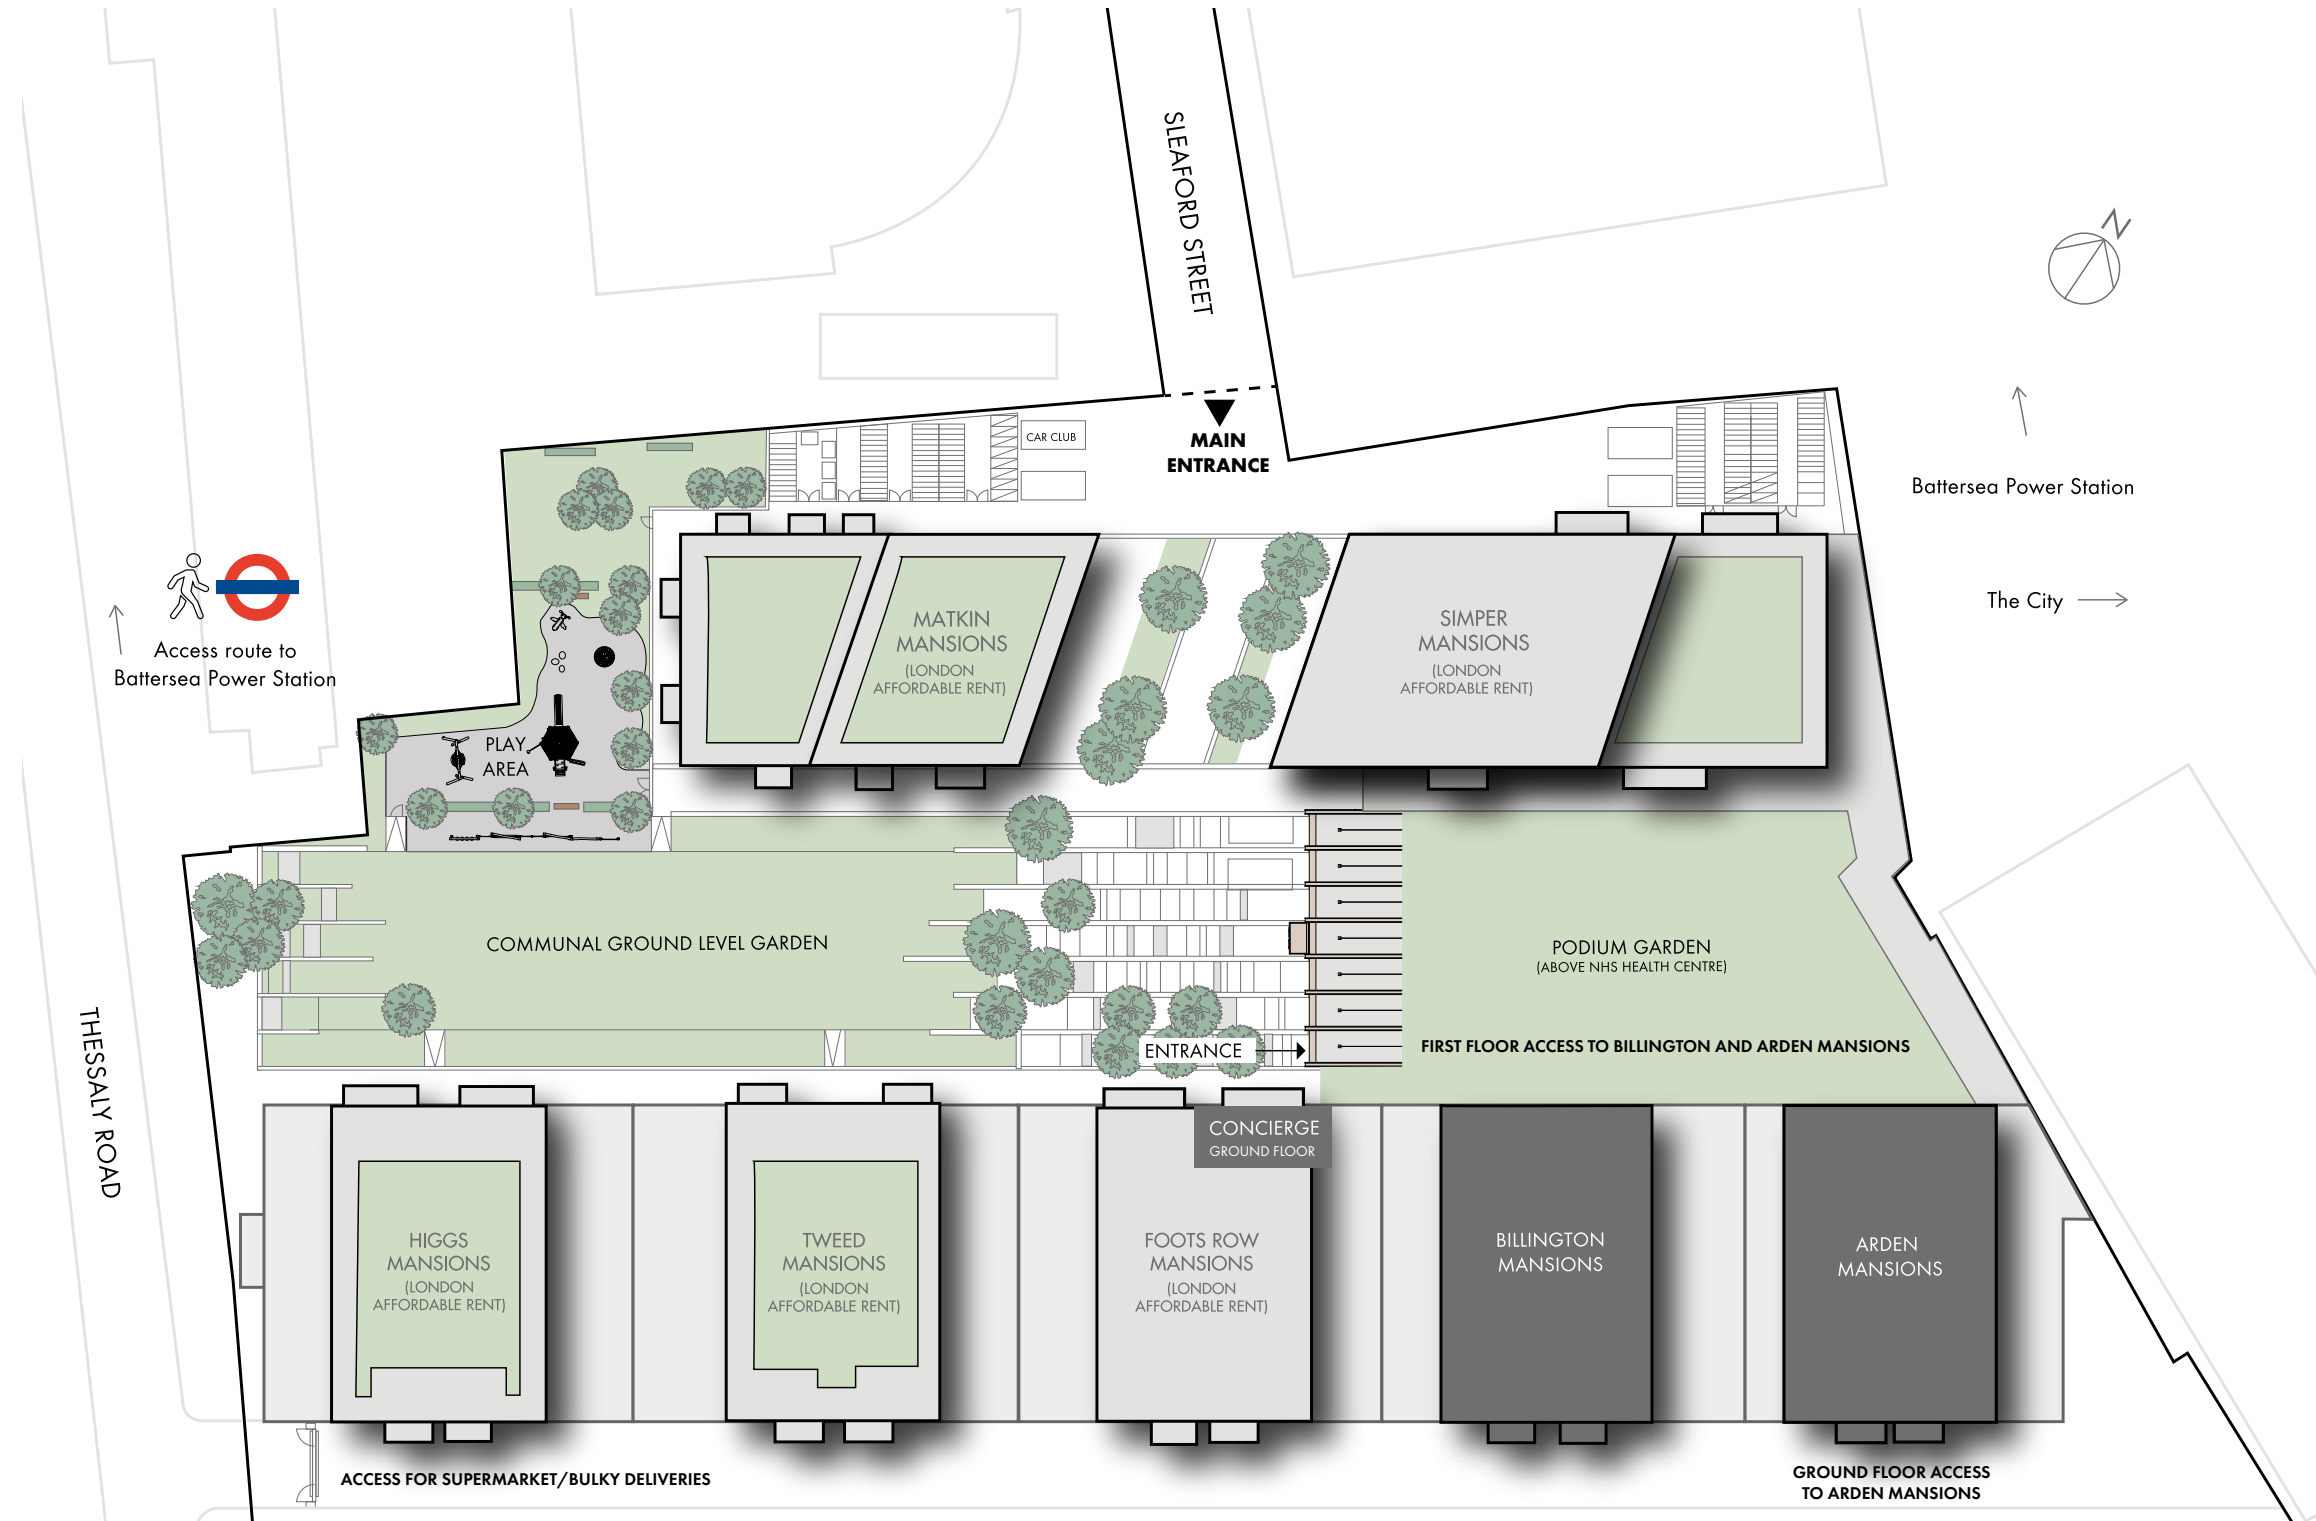 SLEAFORD STREET
N
CAR CLUB
MAIN
ENTRANCE
Battersea Power Station
The City
Access route to
Battersea Power Station
MATKIN
MANSIONS
(LONDON
AFFORDABLE RENT)
SIMPER
MANSIONS
(LONDON
AFFORDABLE RENT)
PLAY
AREA
COMMUNAL GROUND LEVEL GARDEN
PODIUM GARDEN
(ABOVE NHS HEALTH CENTRE)
ENTRANCE
FIRST FLOOR ACCESS TO BILLINGTON AND ARDEN MANSIONS
THESSALY ROAD
CONCIERGE
GROUND FLOOR
HIGGS
MANSIONS
(LONDON
AFFORDABLE RENT)
TWEED
MANSIONS
(LONDON
AFFORDABLE RENT)
FOOTS ROW
MANSIONS
(LONDON
AFFORDABLE RENT)
BILLINGTON
MANSIONS
ARDEN
MANSIONS
ACCESS FOR SUPERMARKET/BULKY DELIVERIES
GROUND FLOOR ACCESS
TO ARDEN MANSIONS